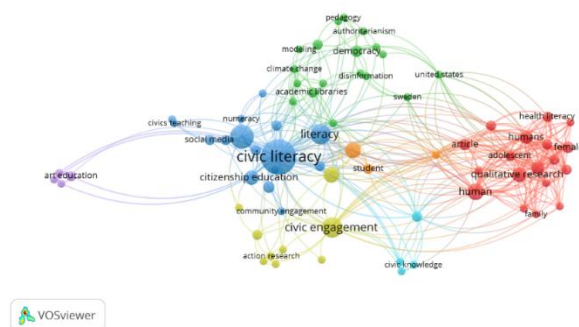 pedagogy
authoritarianism
modeling
democracy
climate change
disinformation
united states
academic libraries
sweden
numeracy
civics teaching
health literacy
social media
literacy
humans
article
femal
civic literacy
adolescent
student
art education
citizenship education
qualitative research
human
community engagement
family
civic engagement
action research
civic knowledge
VOSviewer